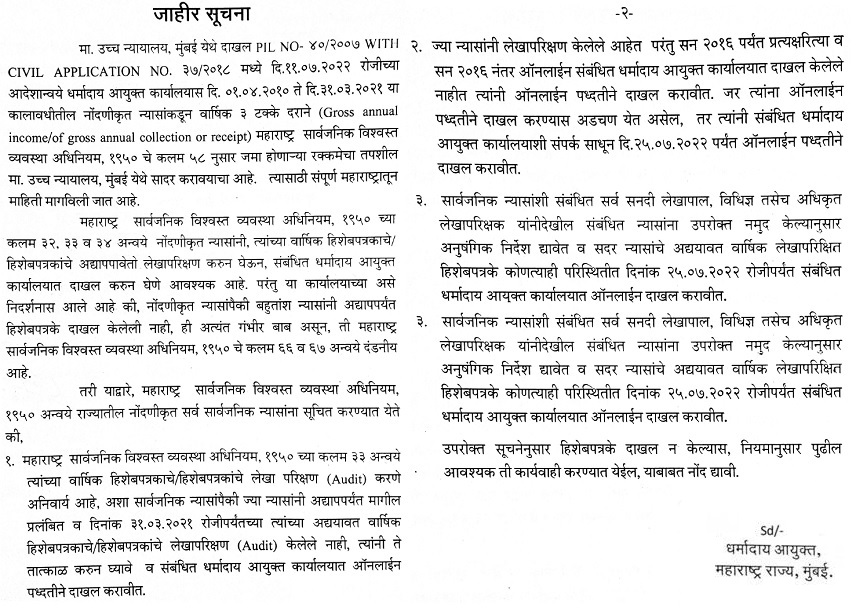 जाहीर सूचना
मा. उच्च न्यायालय, मुंबई येथे दाखल PIL NO- ४०/२००७ WITH
CIVIL APPLICATION NO. ३७/२०१८ मध्ये दि.११.०७.२०२२ रोजीच्या
आदेशान्वये धर्मादाय आयुक्त कार्यालयास दि. ०१.०४.२०१० ते दि.३१.०३.२०२१ या
कालावधीतील नोंदणीकृत न्यासांकडून वार्षिक ३ टक्के दराने (Gross annual
income/of gross annual collection or receipt) महाराष्ट्र सार्वजनिक विश्वस्त
व्यवस्था अधिनियम, १९५० चे कलम ५८ नुसार जमा होणाऱ्या रक्कमेचा तपशील
मा. उच्च न्यायालय, मुंबई येथे सादर करावयाचा आहे. त्यासाठी संपूर्ण महाराष्ट्रातून
माहिती मागविली जात आहे.
महाराष्ट्र सार्वजनिक विश्वस्त व्यवस्था अधिनियम, १९५० च्या
कलम ३२, ३३ व ३४ अन्वये नोंदणीकृत न्यासांनी, त्यांच्या वार्षिक हिशेबपत्रकाचे/
हिशेबपत्रकांचे अद्यापपावेतो लेखापरिक्षण करुन घेऊन, संबंधित धर्मादाय आयुक्त
कार्यालयात दाखल करुन घेणे आवश्यक आहे. परंतु या कार्यालयाच्या असे
निदर्शनास आले आहे की, नोंदणीकृत न्यासांपैकी बहुतांश न्यासांनी अद्यापपर्यंत
हिशेबपत्रके दाखल केलेली नाही, ही अत्यंत गंभीर बाब असून, ती महाराष्ट्र
सार्वजनिक विश्वस्त व्यवस्था अधिनियम, १९५० चे कलम ६६ व ६७ अन्वये दंडनीय
आहे.
तरी याद्वारे, महाराष्ट्र सार्वजनिक विश्वस्त व्यवस्था अधिनियम,
१९५० अन्वये राज्यातील नोंदणीकृत सर्व सार्वजनिक न्यासांना सूचित करण्यात येते
की,
१. महाराष्ट्र सार्वजनिक विश्वस्त व्यवस्था अधिनियम, १९५० च्या कलम ३३ अन्वये
त्यांच्या वार्षिक हिशेबपत्रकाचे/हिशेबपत्रकांचे लेखा परिक्षण (Audit) करणे
अनिवार्य आहे, अशा सार्वजनिक न्यासांपैकी ज्या न्यासांनी अद्यापपर्यंत मागील
प्रलंबित व दिनांक ३१.०३.२०२१ रोजीपर्यतच्या त्यांच्या अद्ययावत वार्षिक
हिशेबपत्रकाचे/हिशेबपत्रकांचे लेखापरिक्षण (Audit) केलेले नाही, त्यांनी ते
तात्काळ करुन घ्यावे व संबंधित धर्मादाय आयुक्त कार्यालयात ऑनलाईन
पध्दतीने दाखल करावीत.
-२-
२. ज्या न्यासांनी लेखापरिक्षण केलेले आहेत परंतु सन २०१६ पर्यंत प्रत्यक्षरित्या व
सन २०१६ नंतर ऑनलाईन संबंधित धर्मादाय आयुक्त कार्यालयात दाखल केलेले
नाहीत त्यांनी ऑनलाईन पध्दतीने दाखल करावीत. जर त्यांना ऑनलाईन
पध्दतीने दाखल करण्यास अडचण येत असेल, तर त्यांनी संबंधित धर्मादाय
आयुक्त कार्यालयाशी संपर्क साधून दि.२५.०७.२०२२ पर्यंत ऑनलाईन पध्दतीने
दाखल करावीत.
३. सार्वजनिक न्यासांशी संबंधित सर्व सनदी लेखापाल, विधिज्ञ तसेच अधिकृत
लेखापरिक्षक यांनीदेखील संबंधित न्यासांना उपरोक्त नमुद केल्यानुसार
अनुषंगिक निर्देश द्यावेत व सदर न्यासांचे अद्ययावत वार्षिक लेखापरिक्षित
हिशेबपत्रके कोणत्याही परिस्थितीत दिनांक २५.०७.२०२२ रोजीपर्यंत संबंधित
धर्मादाय आयुक्त कार्यालयात ऑनलाईन दाखल करावीत.
३. सार्वजनिक न्यासांशी संबंधित सर्व सनदी लेखापाल, विधिज्ञ तसेच अधिकृत
लेखापरिक्षक यांनीदेखील संबंधित न्यासांना उपरोक्त नमुद केल्यानुसार
अनुषंगिक निर्देश द्यावेत व सदर न्यासांचे अद्ययावत वार्षिक लेखापरिक्षित
हिशेबपत्रके कोणत्याही परिस्थितीत दिनांक २५.०७.२०२२ रोजीपर्यंत संबंधित
धर्मादाय आयुक्त कार्यालयात ऑनलाईन दाखल करावीत.
उपरोक्त सूचनेनुसार हिशेबपत्रके दाखल न केल्यास, नियमानुसार पुढील
आवश्यक ती कार्यवाही करण्यात येईल, याबाबत नोंद द्यावी.
Sd/-
धर्मादाय आयुक्त,
महाराष्ट्र राज्य, मुंबई.